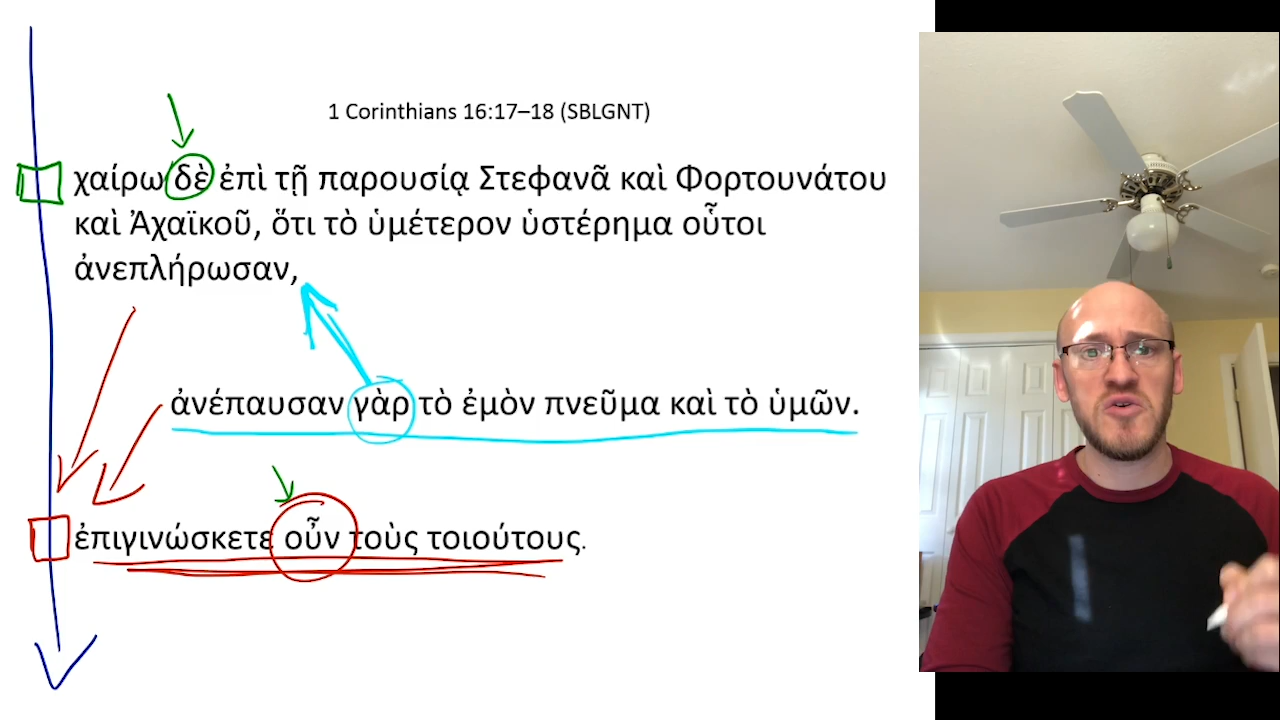 1 Corinthians 16:17–18 (SBLGNT)
χαίρω δὲ ἐπὶ τῇ παρουσίᾳ Στεφανᾶ καὶ Φορτουνάτου
καὶ Ἀχαϊκοῦ, ὅτι τὸ ὑμέτερον ὑστέρημα οὗτοι
ἀνεπλήρωσαν,
ἀνέπαυσαν γὰρ τὸ ἐμὸν πνεῦμα καὶ τὸ ὑμῶν.
ἐπιγινώσκετε οὖν τοὺς τοιούτους.